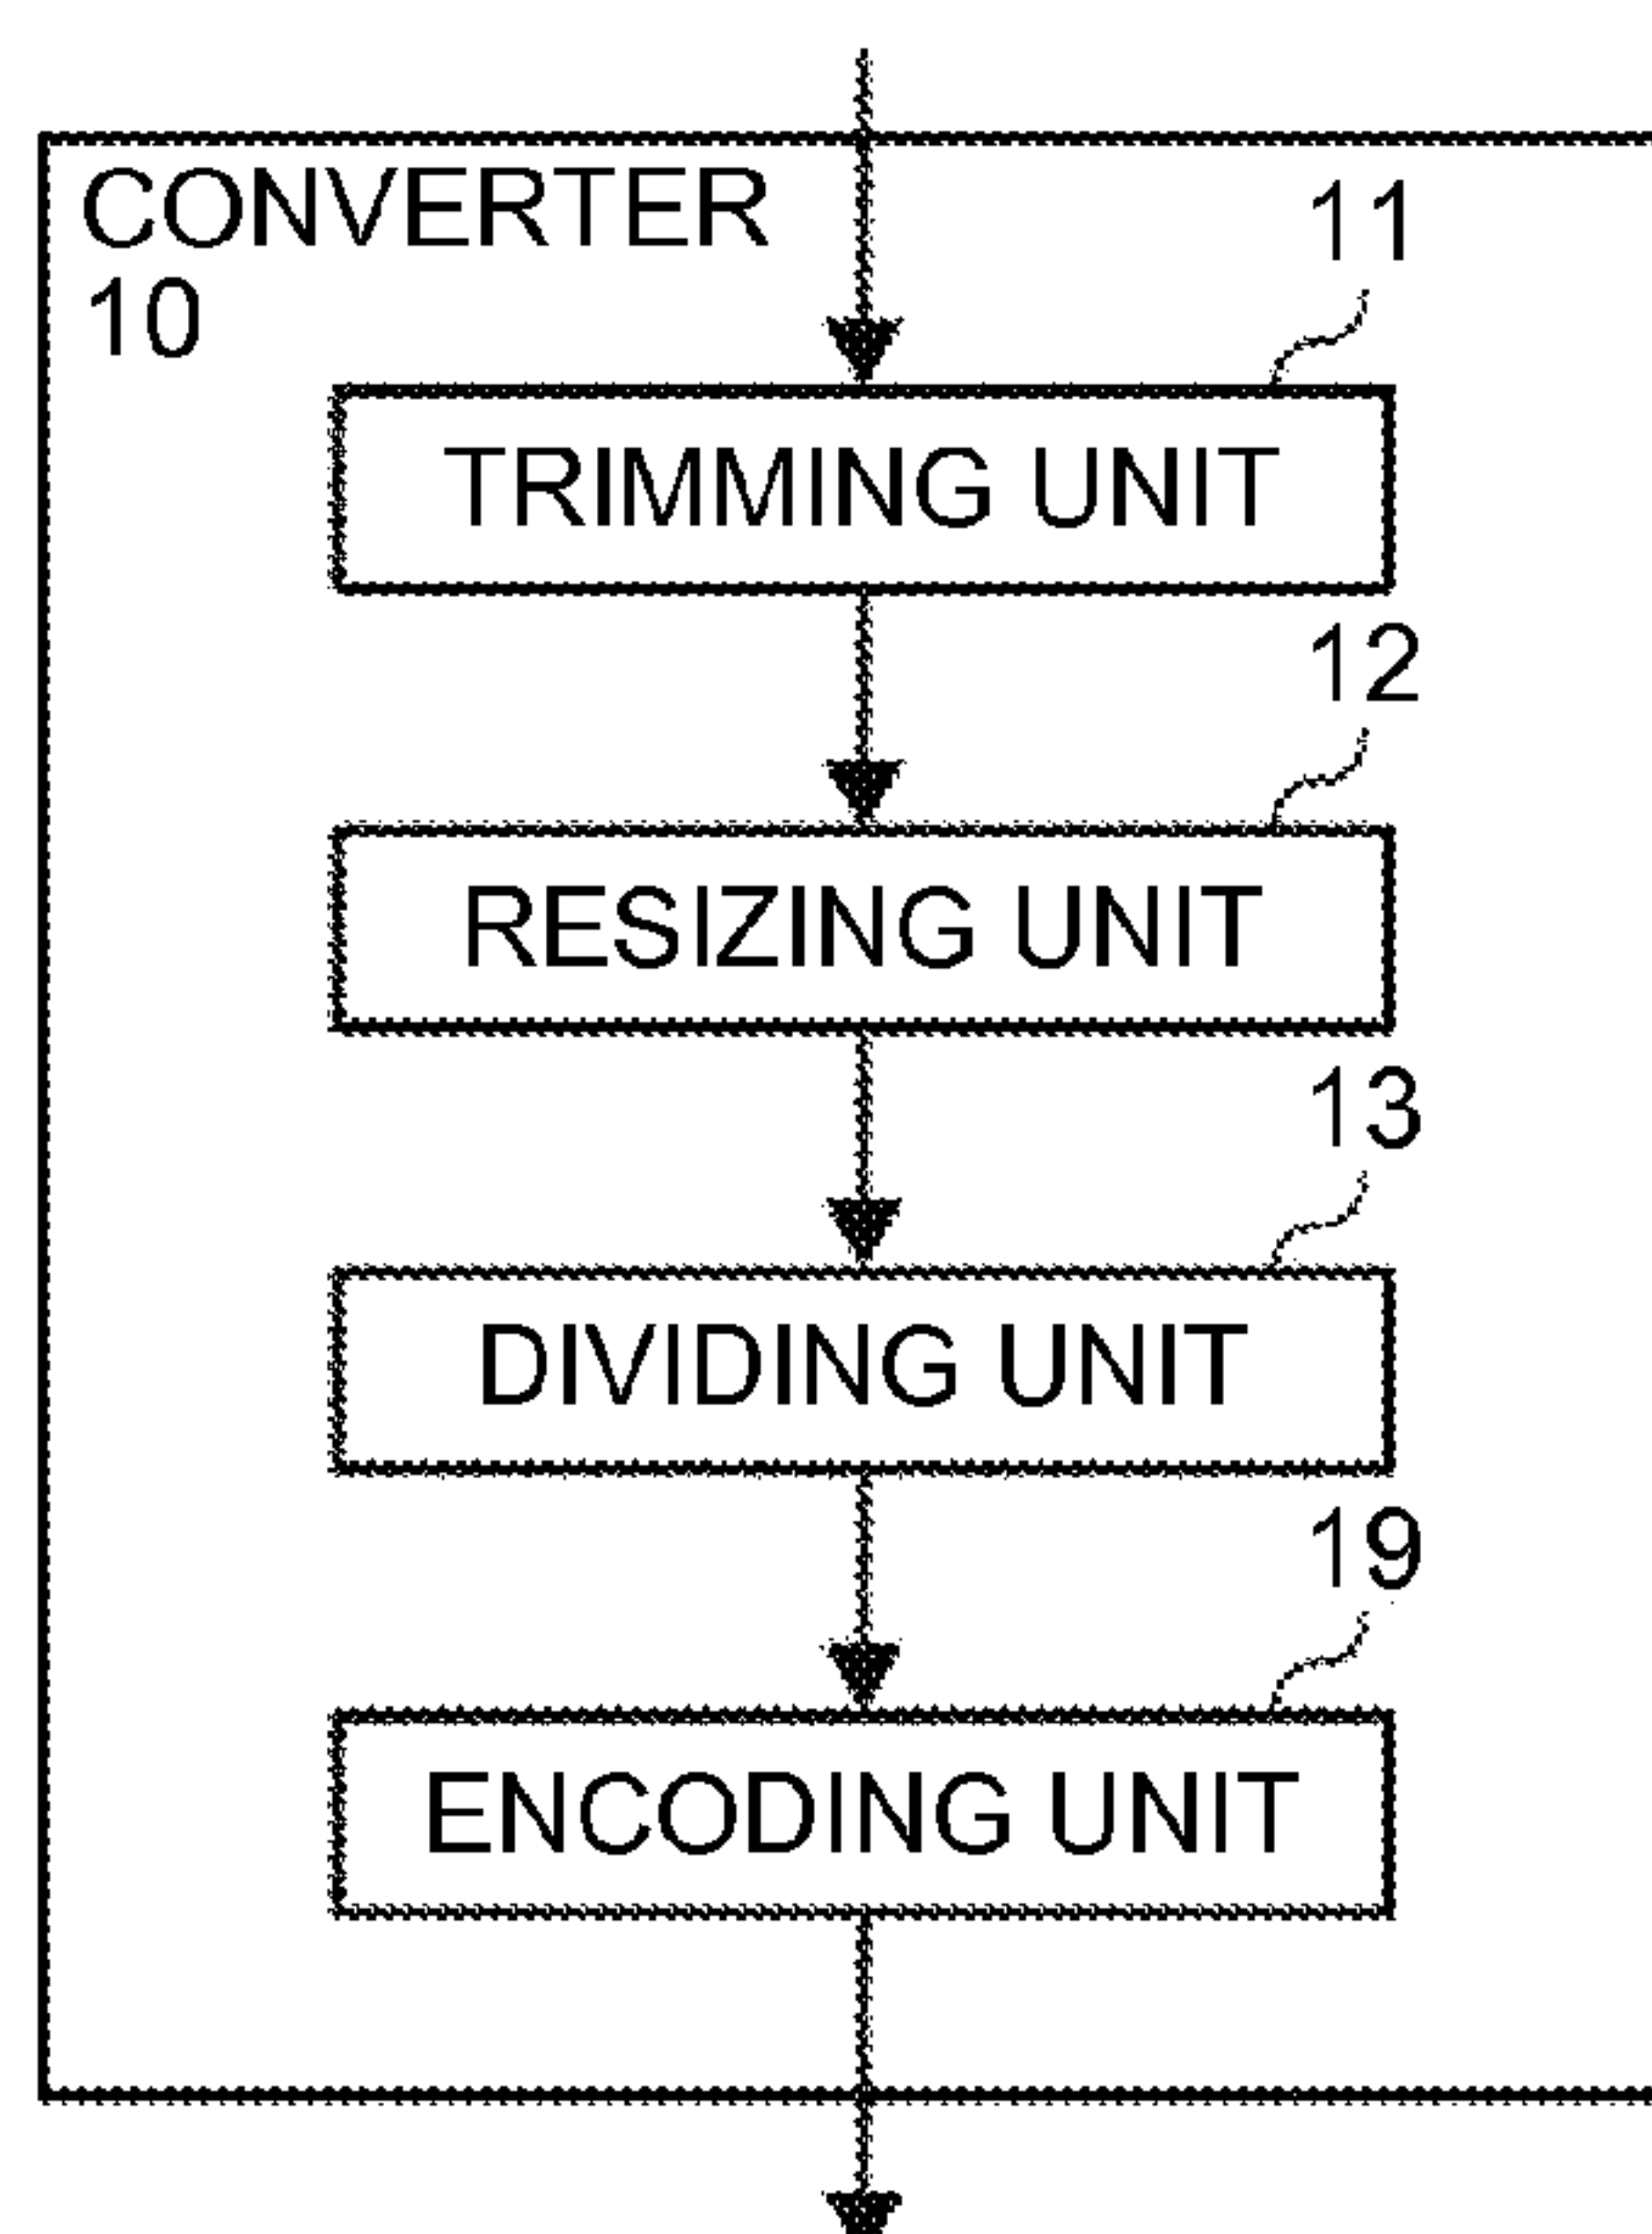 CONVERTER
10
11
TRIMMING UNIT
12
RESIZING UNIT
13
DIVIDING UNIT
19
ENCODING UNIT